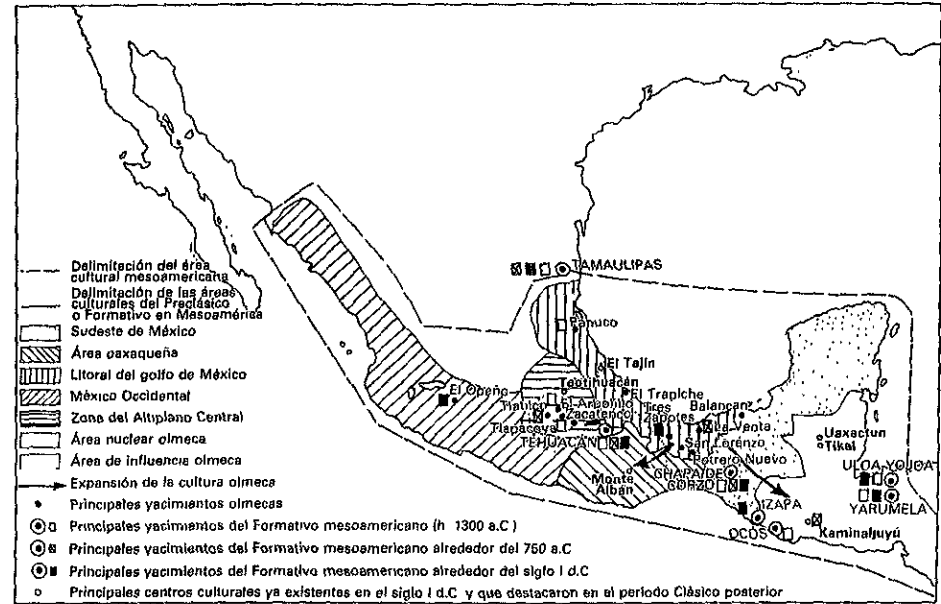 Delimitación del área
cultural mesoamericana
Delimitación de las áreas
culturales del Preclásico
o Formativo en Mesoamérica
Sudeste de México
Área oaxaqueña
Litoral del golfo de México
México Occidental
Zona del Altiplano Central
Área nuclear olmeca
Área de influencia olmeca
Expansión de la cultura olmeca
Principales yacimientos olmecas
Principales yacimientos del Formativo mesoamericano (h 1300 a.C)
Principales yacimientos del Formativo mesoamericano alrededor del 750 a.C
Principales yacimientos del Formativo mesoamericano alrededor del siglo I d.C
Principales centros culturales ya existentes en el siglo I d.C y que destacaron en el período Clásico posterior
TAMAULIPAS
Pánuco
El Tajín
Teotihuacán
El Trapiche
El Opeño
El Arbolillo
Tlatilco
Zacatenco
Tres
Zapotes
Balancán
Tlapacoya
La Venta
TEHUACÁN
San Lorenzo
Potrero Nuevo
Uaxactun
Tikal
Monte
Albán
CHIAPA DE
CORZO
ULOA YOJOA
YARUMELA
IZAPA
OCÓS
Kaminaljuyú